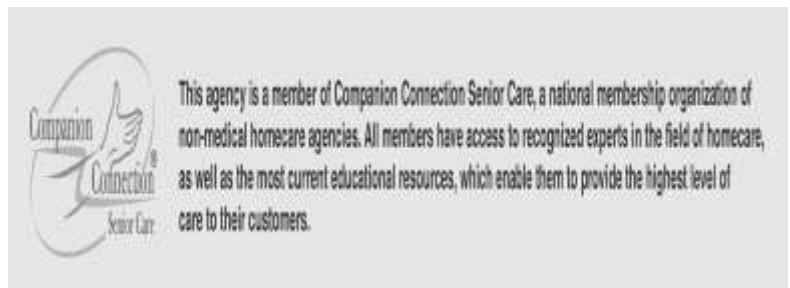 Companion
Connection®
Senior Care
This agency is a member of Companion Connection Senior Care, a national membership organization of
non-medical homecare agencies. All members have access to recognized experts in the field of homecare,
as well as the most current educational resources, which enable them to provide the highest level of
care to their customers.